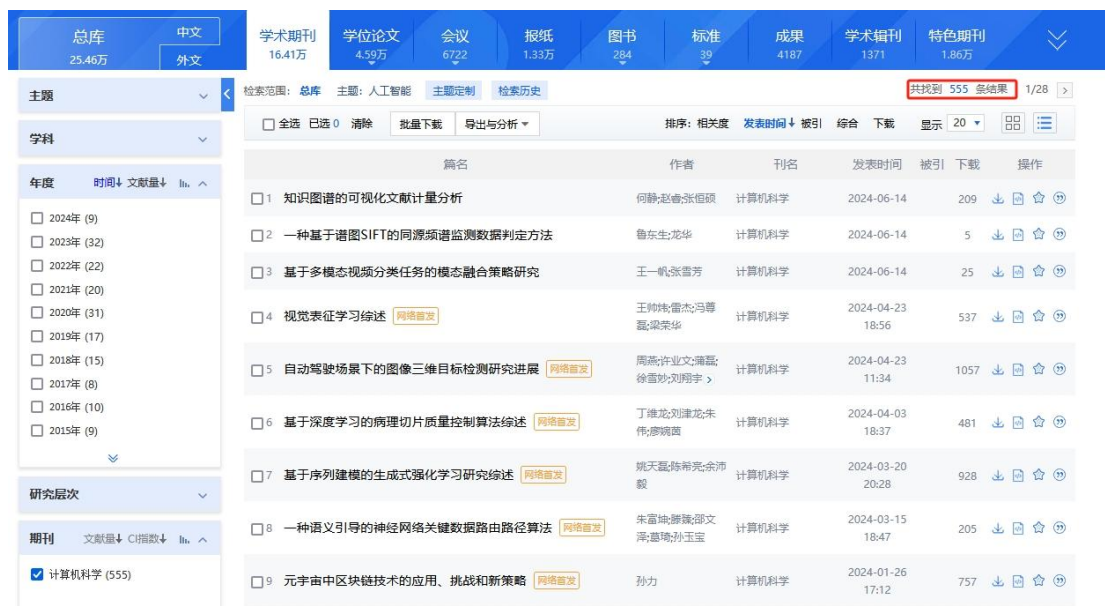 总库
25.46万
中文
外文
学术期刊
16.41万
学位论文
4.59万
会议
6722
报纸
1.33万
图书
284
标准
39
成果
4187
学术辑刊
1371
特色期刊
1.86万
主题
学科
年度 时间↓ 文献量↓
2024年 (9)
2023年 (32)
2022年 (22)
2021年 (20)
2020年 (31)
2019年 (17)
2018年 (15)
2017年 (8)
2016年 (10)
2015年 (9)
研究层次
期刊 文献量↓ CI指数↓
计算机科学 (555)
检索范围：总库 主题：人工智能 主题定制 检索历史 共找到 555 条结果 1/28
全选 已选 0 清除 批量下载 导出与分析 排序：相关度 发表时间↓ 被引 综合 下载 显示 20
篇名 作者 刊名 发表时间 被引 下载 操作
1 知识图谱的可视化文献计量分析 何静;赵睿;张恒硕 计算机科学 2024-06-14 209
2 一种基于谱图SIFT的同源频谱监测数据判定方法 鲁东生;龙华 计算机科学 2024-06-14 5
3 基于多模态视频分类任务的模态融合策略研究 王一帆;张雪芳 计算机科学 2024-06-14 25
4 视觉表征学习综述 网络首发 王帅炜;雷杰;冯尊 计算机科学 2024-04-23 537
磊;梁荣华 18:56
5 自动驾驶场景下的图像三维目标检测研究进展 网络首发 周燕;许业文;蒲磊; 计算机科学 2024-04-23 1057
徐雪妙;刘翔宇 11:34
6 基于深度学习的病理切片质量控制算法综述 网络首发 丁维龙;刘津龙;朱 计算机科学 2024-04-03 481
伟;廖婉茵 18:37
7 基于序列建模的生成式强化学习研究综述 网络首发 姚天磊;陈希亮;余沛 计算机科学 2024-03-20 928
毅 20:28
8 一种语义引导的神经网络关键数据路由路径算法 网络首发 朱富坤;滕臻;邵文 计算机科学 2024-03-15 205
泽;葛琦;孙玉宝 18:47
9 元宇宙中区块链技术的应用、挑战和新策略 网络首发 孙力 计算机科学 2024-01-26 757
17:12